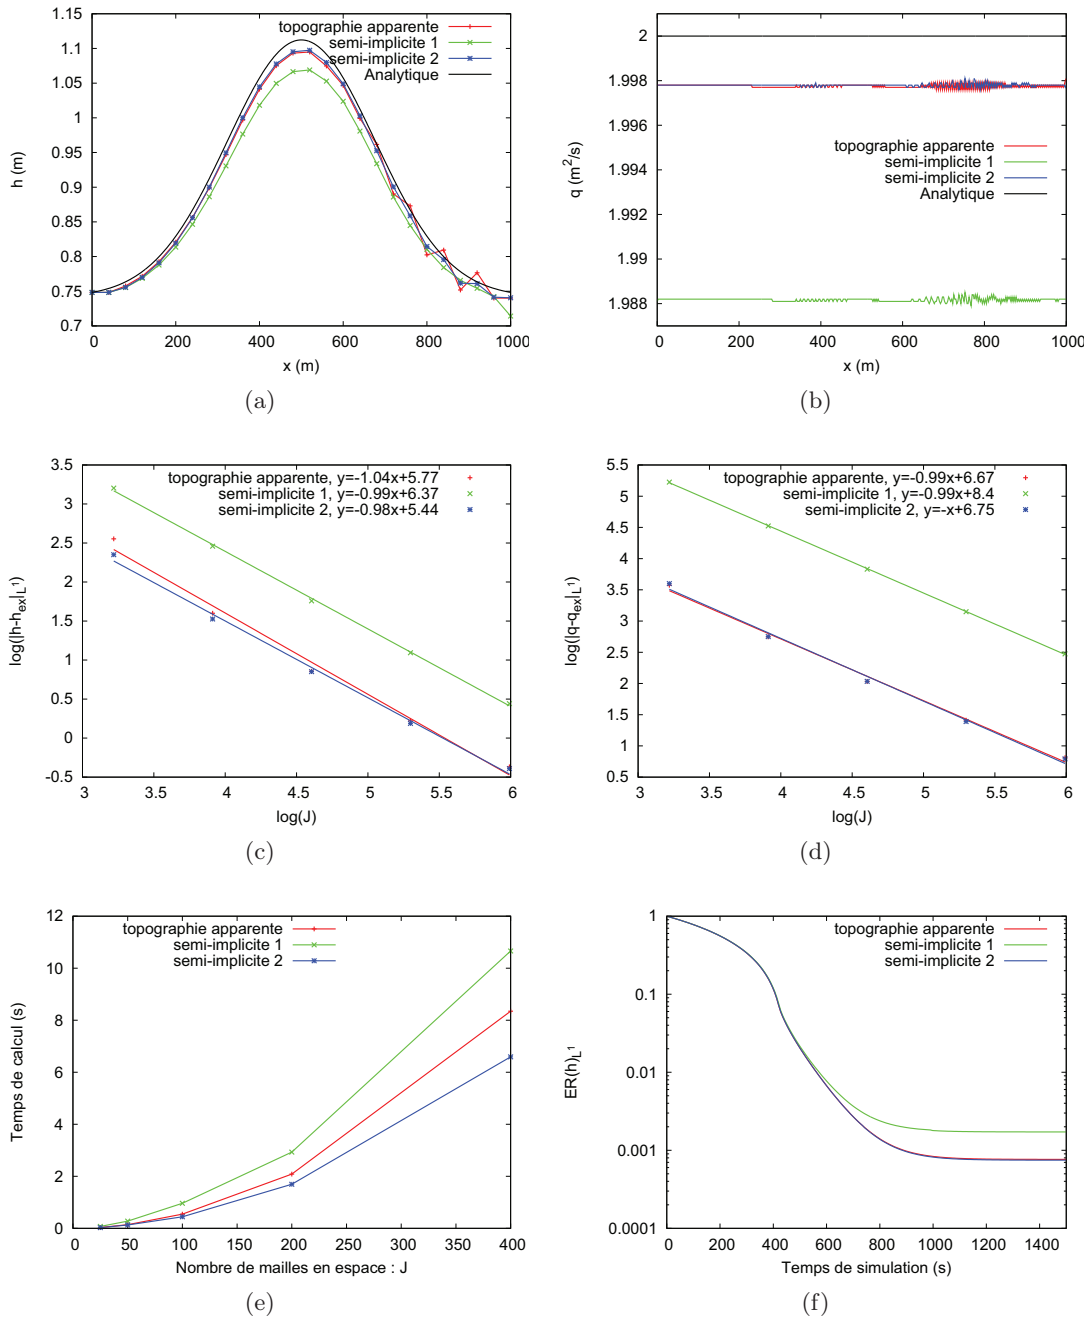 1.15
1.1
1.05
1
0.95
0.9
0.85
0.8
0.75
0.7
h (m)
topographie apparente
semi-implicite 1
semi-implicite 2
Analytique
0 200 400 600 800 1000
x (m)
(a)
2
1.998
1.996
1.994
1.992
1.99
1.988
q (m²/s)
topographie apparente
semi-implicite 1
semi-implicite 2
Analytique
0 200 400 600 800 1000
x (m)
(b)
3.5
3
2.5
2
1.5
1
0.5
0
-0.5
log(|h-h_ex|_L¹)
topographie apparente, y=-1.04x+5.77
semi-implicite 1, y=-0.99x+6.37
semi-implicite 2, y=-0.98x+5.44
3 3.5 4 4.5 5 5.5 6
log(J)
(c)
5.5
5
4.5
4
3.5
3
2.5
2
1.5
1
0.5
log(|q-q_ex|_L¹)
topographie apparente, y=-0.99x+6.67
semi-implicite 1, y=-0.99x+8.4
semi-implicite 2, y=-x+6.75
3 3.5 4 4.5 5 5.5 6
log(J)
(d)
12
10
8
6
4
2
0
Temps de calcul (s)
topographie apparente
semi-implicite 1
semi-implicite 2
0 50 100 150 200 250 300 350 400
Nombre de mailles en espace : J
(e)
1
0.1
0.01
0.001
0.0001
ER(h)_L¹
topographie apparente
semi-implicite 1
semi-implicite 2
0 200 400 600 800 1000 1200 1400
Temps de simulation (s)
(f)